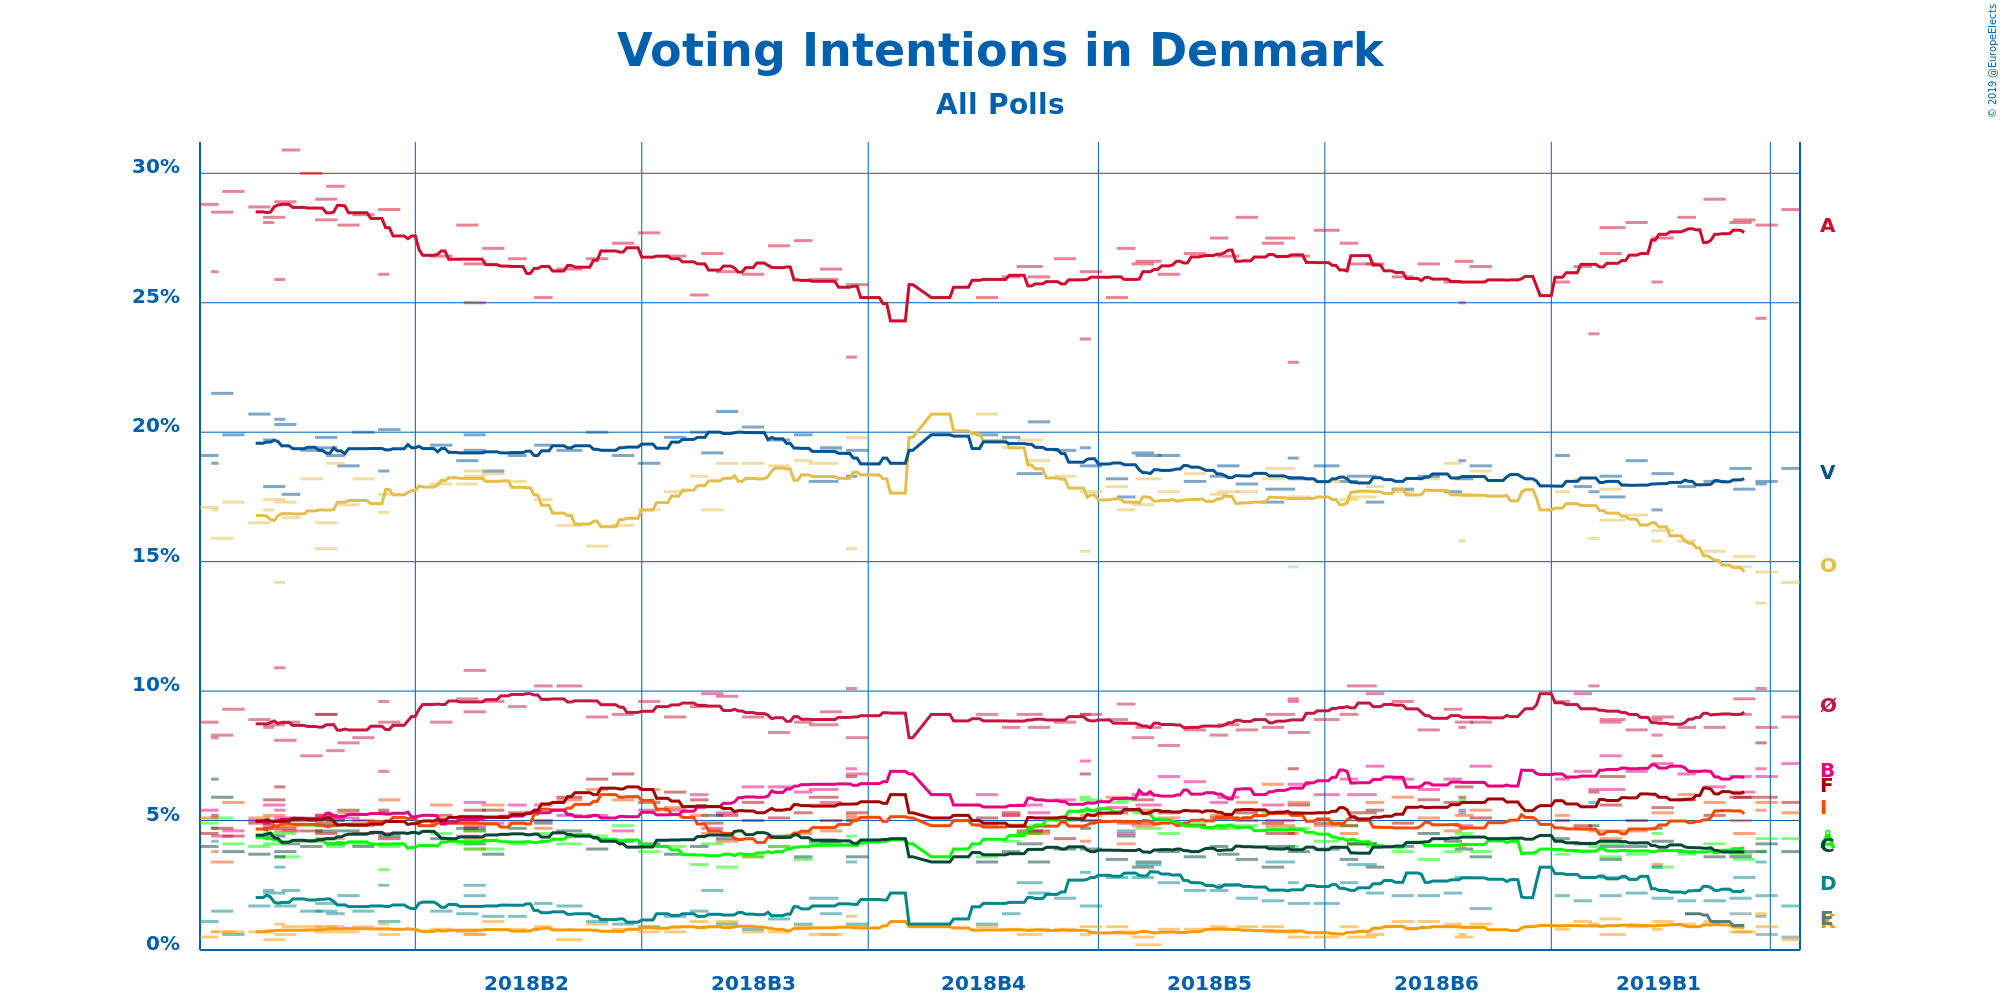 Voting Intentions in Denmark
All Polls
© 2019 @EuropeElects
30%
25%
20%
15%
10%
5%
0%
A
V
O
Ø
B
F
I
Å
C
D
E
K
2018B2
2018B3
2018B4
2018B5
2018B6
2019B1